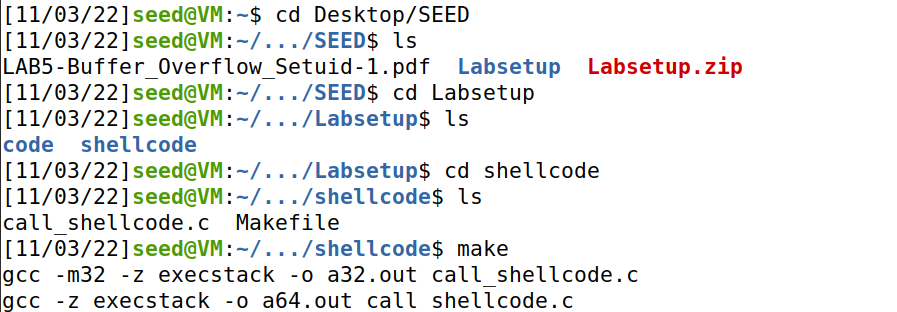 [11/03/22]seed@VM:~$ cd Desktop/SEED
[11/03/22]seed@VM:~/.../SEED$ ls
LAB5-Buffer_Overflow_Setuid-1.pdf  Labsetup  Labsetup.zip
[11/03/22]seed@VM:~/.../SEED$ cd Labsetup
[11/03/22]seed@VM:~/.../Labsetup$ ls
code  shellcode
[11/03/22]seed@VM:~/.../Labsetup$ cd shellcode
[11/03/22]seed@VM:~/.../shellcode$ ls
call_shellcode.c  Makefile
[11/03/22]seed@VM:~/.../shellcode$ make
gcc -m32 -z execstack -o a32.out call_shellcode.c
gcc -z execstack -o a64.out call shellcode.c